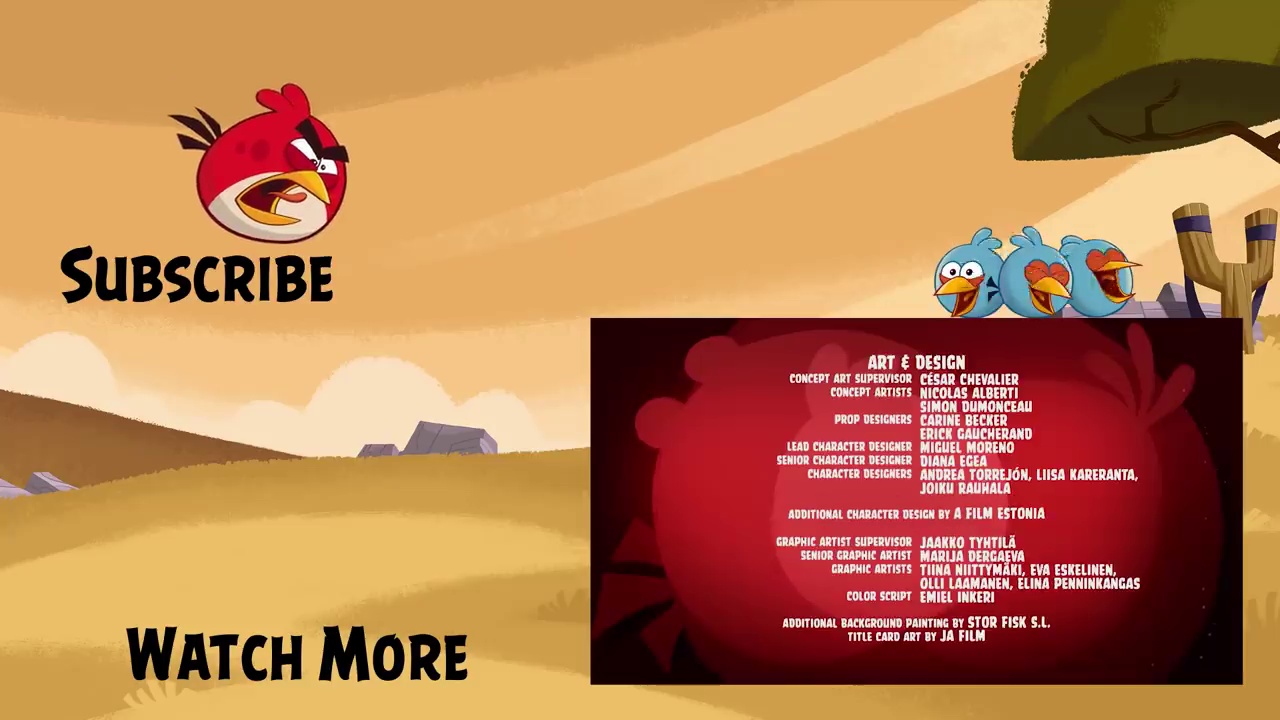 SUBSCRIBE
ART & DESIGN
CONCEPT ART SUPERVISOR CÉSAR CHEVALIER
CONCEPT ARTISTS NICOLAS ALBERTI
SIMON DUMONCEAU
PROP DESIGNERS CARINE BECKER
ERICK GAUCHERAND
LEAD CHARACTER DESIGNER MIGUEL MORENO
SENIOR CHARACTER DESIGNER DIANA EGEA
CHARACTER DESIGNERS ANDREA TORREJÓN, LIISA KARERANTA,
JOIKU RAUHALA
ADDITIONAL CHARACTER DESIGN BY A FILM ESTONIA
GRAPHIC ARTIST SUPERVISOR JAAKKO TYHTILÄ
SENIOR GRAPHIC ARTIST MARIJA DERGAEVA
GRAPHIC ARTISTS TIINA NIITTYMÄKI, EVA ESKELINEN,
OLLI LAAMANEN, ELINA PENNINKANGAS
COLOR SCRIPT EMIEL INKERI
ADDITIONAL BACKGROUND PAINTING BY STOR FISK S.L.
TITLE CARD ART BY JA FILM
WATCH MORE